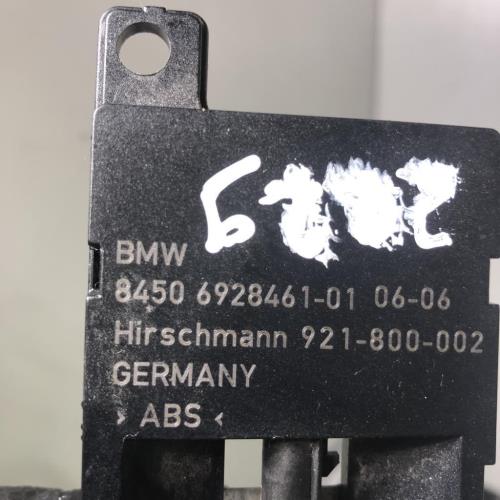 BMW
8450 6928461-01 06-06
Hirschmann 921-800-002
GERMANY
> ABS <